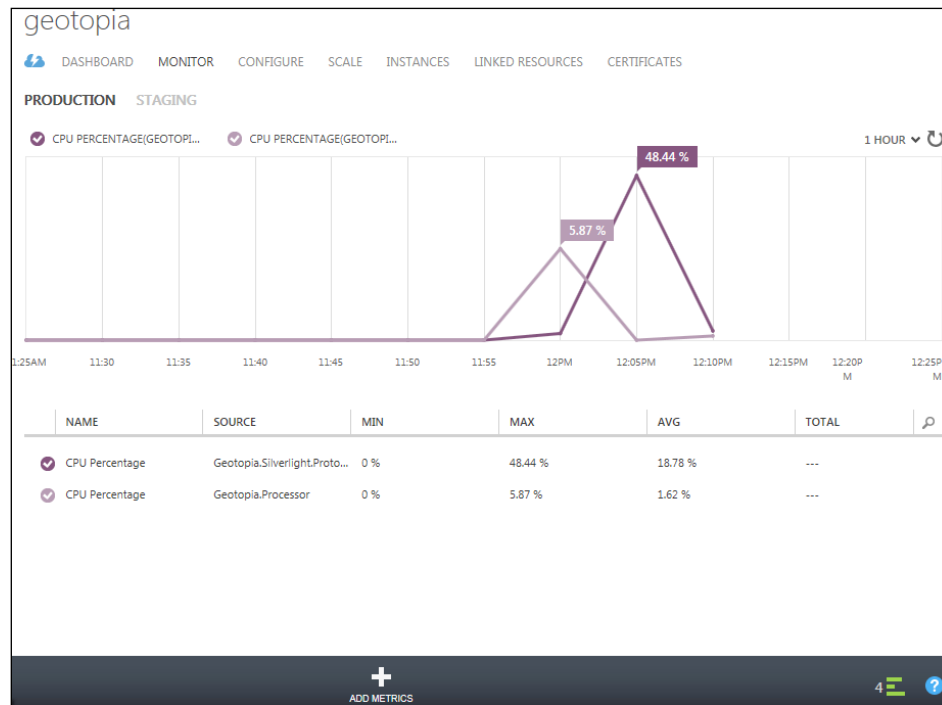 geotopia
DASHBOARD MONITOR CONFIGURE SCALE INSTANCES LINKED RESOURCES CERTIFICATES
PRODUCTION STAGING
CPU PERCENTAGE(GEOTOPI... CPU PERCENTAGE(GEOTOPI... 1 HOUR
48.44 %
5.87 %
1:25AM 11:30 11:35 11:40 11:45 11:50 11:55 12PM 12:05PM 12:10PM 12:15PM 12:20P 12:25P
M M
NAME SOURCE MIN MAX AVG TOTAL
CPU Percentage Geotopia.Silverlight.Proto... 0 % 48.44 % 18.78 % ---
CPU Percentage Geotopia.Processor 0 % 5.87 % 1.62 % ---
4 ?
ADD METRICS